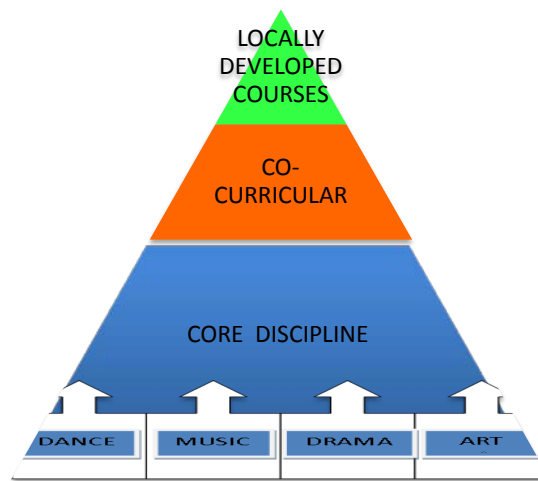 LOCALLY
DEVELOPED
COURSES
CO-
CURRICULAR
CORE DISCIPLINE
DANCE
MUSIC
DRAMA
ART